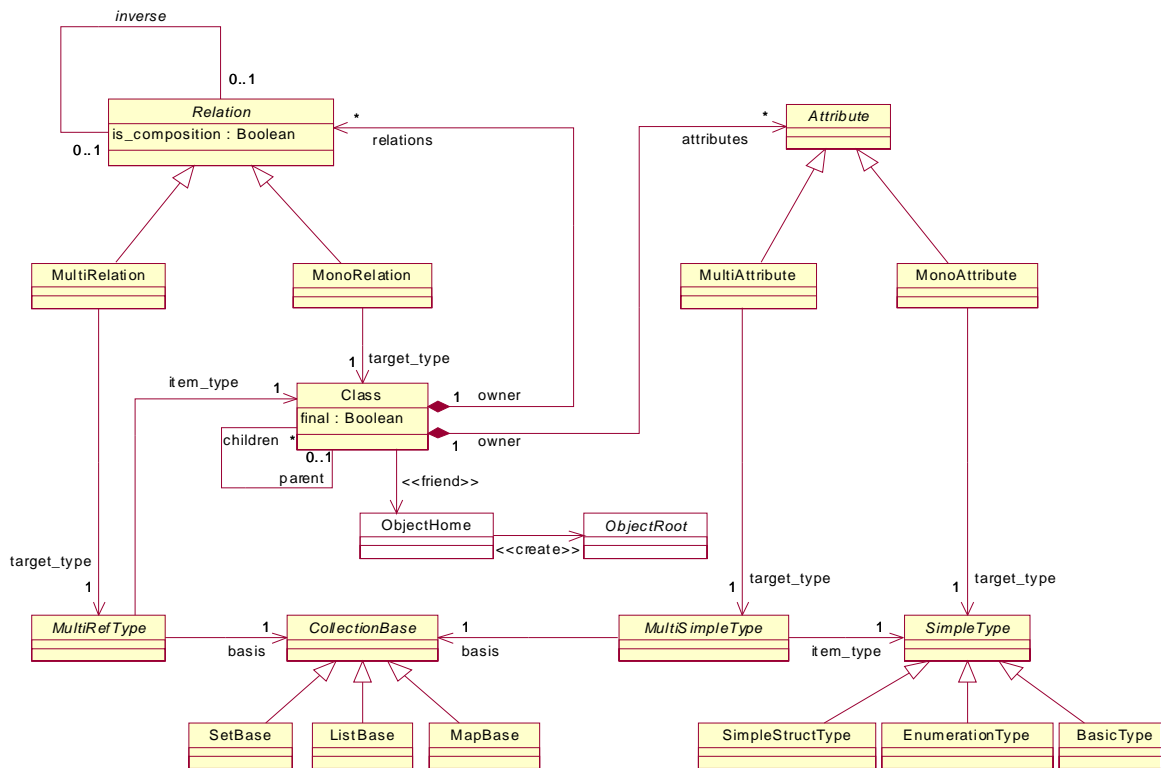 inverse
0..1
Relation
is_composition : Boolean
0..1
*
relations
*
attributes
Attribute
MultiRelation
MonoRelation
MultiAttribute
MonoAttribute
1 target_type
item_type 1
Class
final : Boolean
1 owner
1 owner
children *
0..1
parent
<<friend>>
ObjectHome
ObjectRoot
<<create>>
target_type
1
target_type
1
target_type
1
MultiRefType
1
basis
CollectionBase
1
basis
MultiSimpleType
1
item_type
SimpleType
SetBase
ListBase
MapBase
SimpleStructType
EnumerationType
BasicType